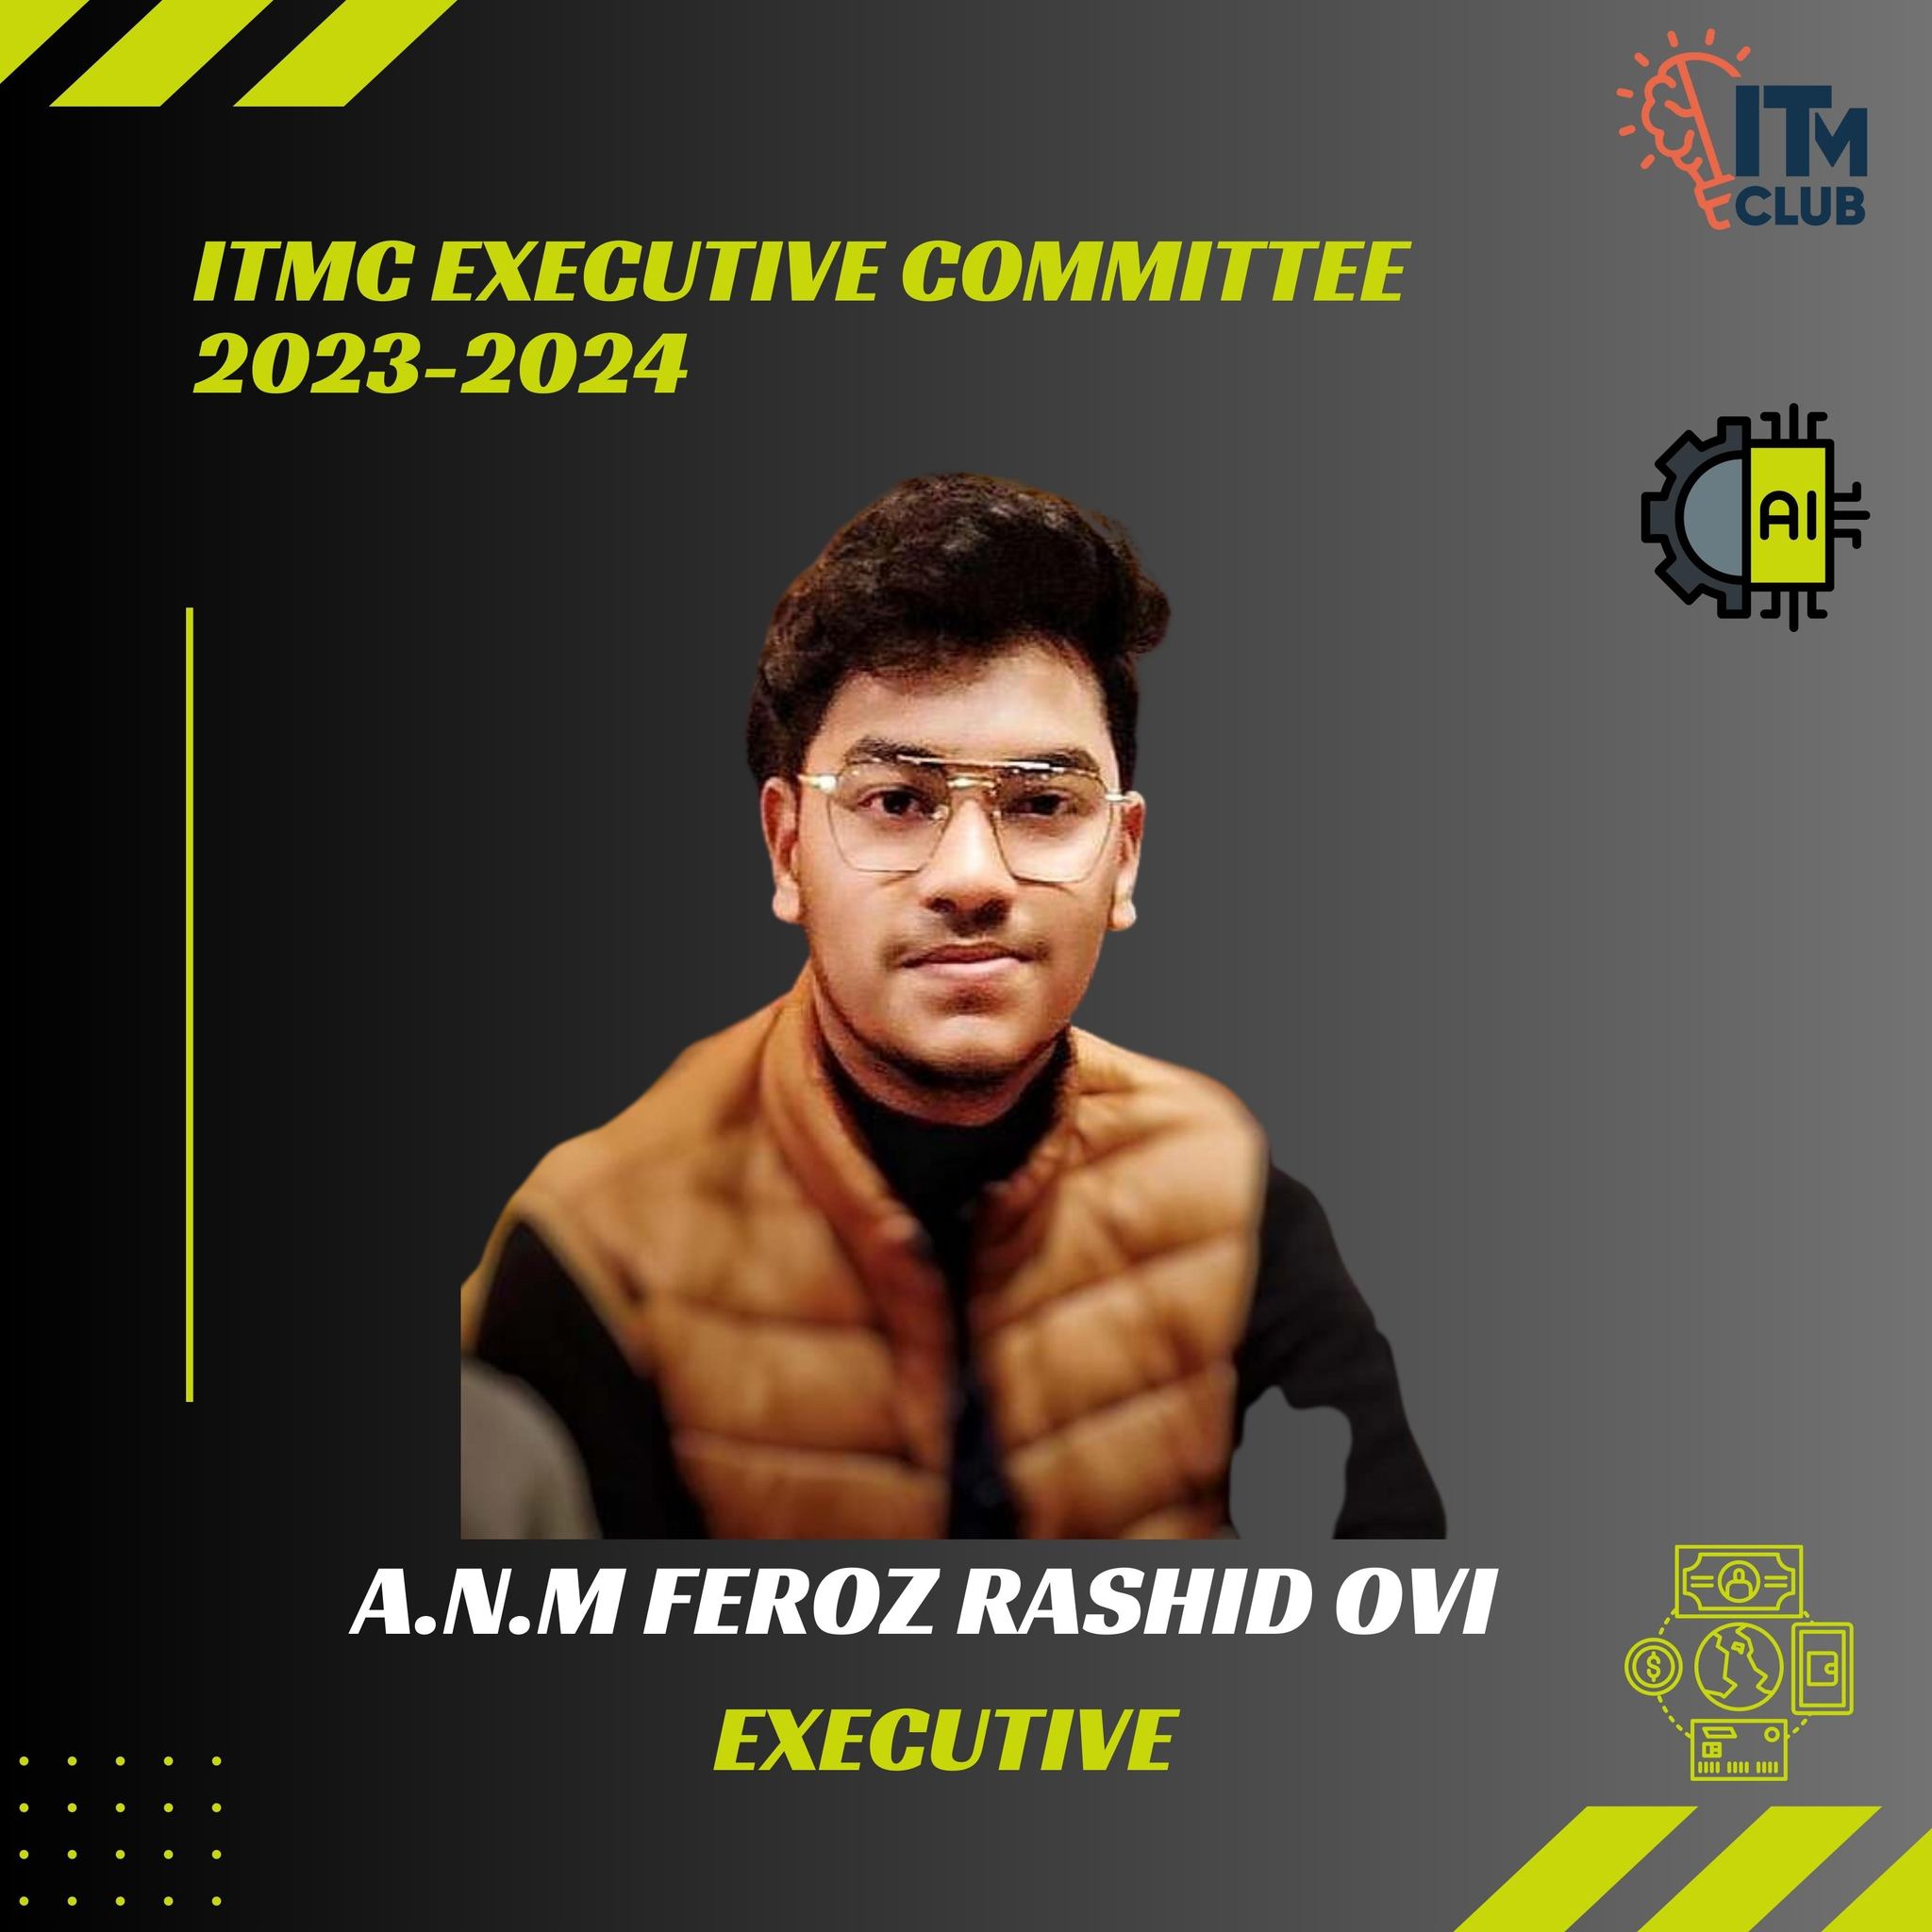 ITM
CLUB
ITMC EXECUTIVE COMMITTEE
2023-2024
AI
A.N.M FEROZ RASHID OVI
$
EXECUTIVE